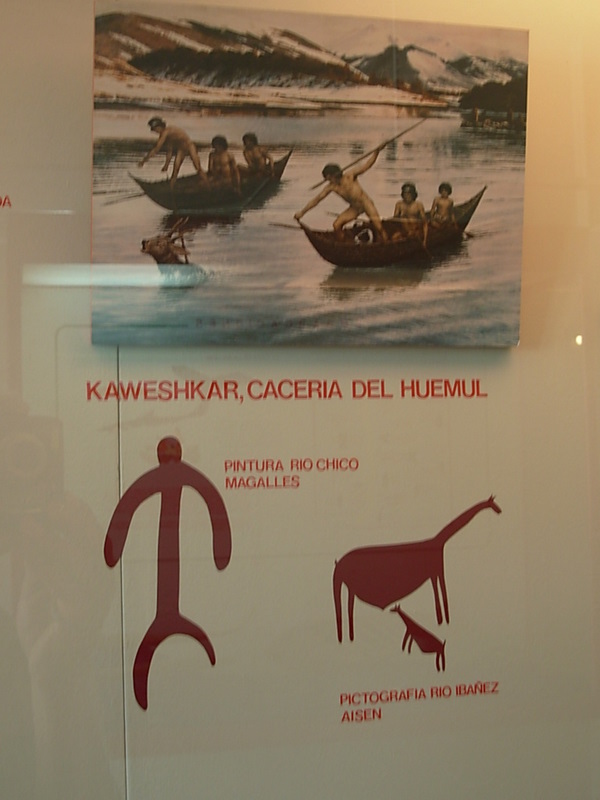 KAWESHKAR, CACERIA DEL HUEMUL
PINTURA RIO CHICO
MAGALLES
PICTOGRAFIA RIO IBAÑEZ
AISEN